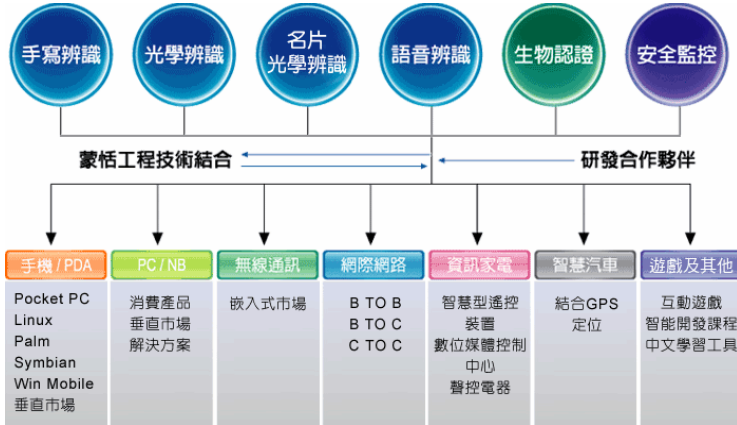 手寫辨識
光學辨識
名片
光學辨識
語音辨識
生物認證
安全監控
蒙恬工程技術結合
研發合作夥伴
手機 / PDA
Pocket PC
Linux
Palm
Symbian
Win Mobile
垂直市場
PC / NB
消費產品
垂直市場
解決方案
無線通訊
嵌入式市場
網際網路
B TO B
B TO C
C TO C
資訊家電
智慧型遙控
裝置
數位媒體控制
中心
聲控電器
智慧汽車
結合GPS
定位
遊戲及其他
互動遊戲
智能開發課程
中文學習工具